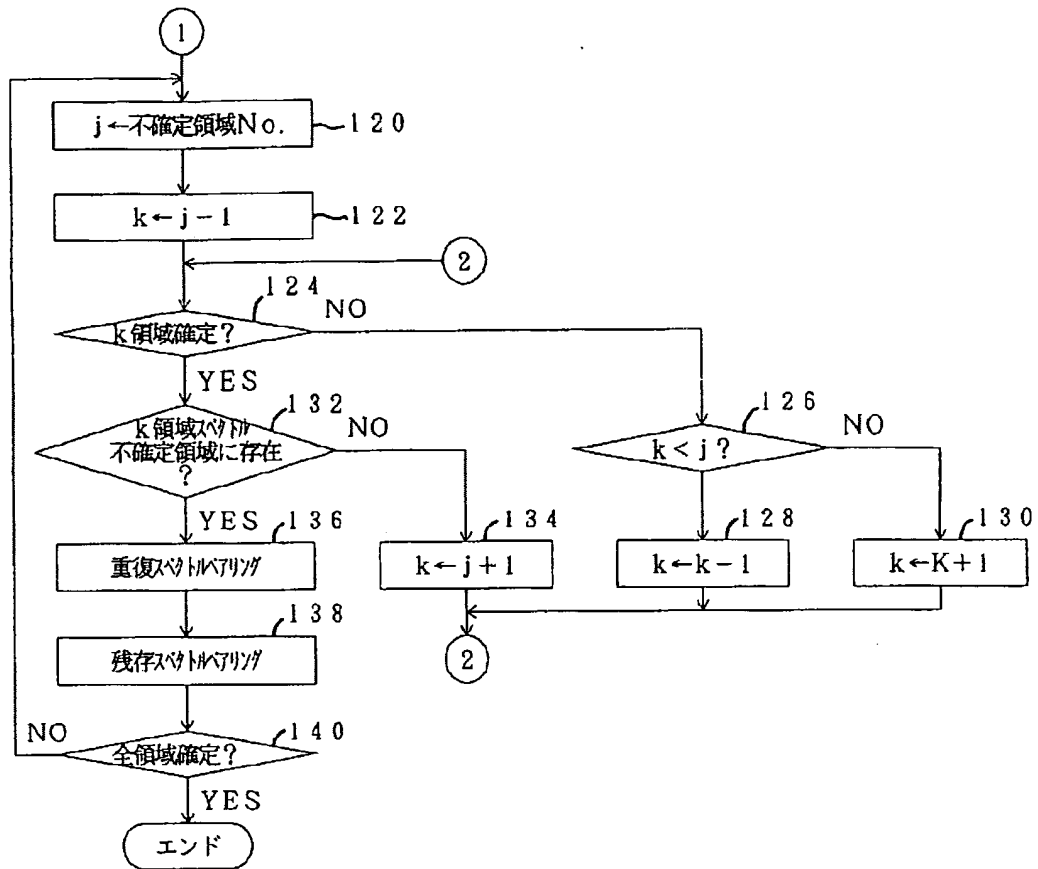 1
j←不確定領域No.
120
k←j-1
122
2
124
k領域確定?
NO
YES
132
k領域スペクトル
不確定領域に存在
?
NO
YES
126
k<j?
NO
136
重復スペクトルペアリング
134
k←j+1
128
k←k-1
130
k←K+1
138
残存スペクトルペアリング
2
140
全領域確定?
NO
YES
エンド